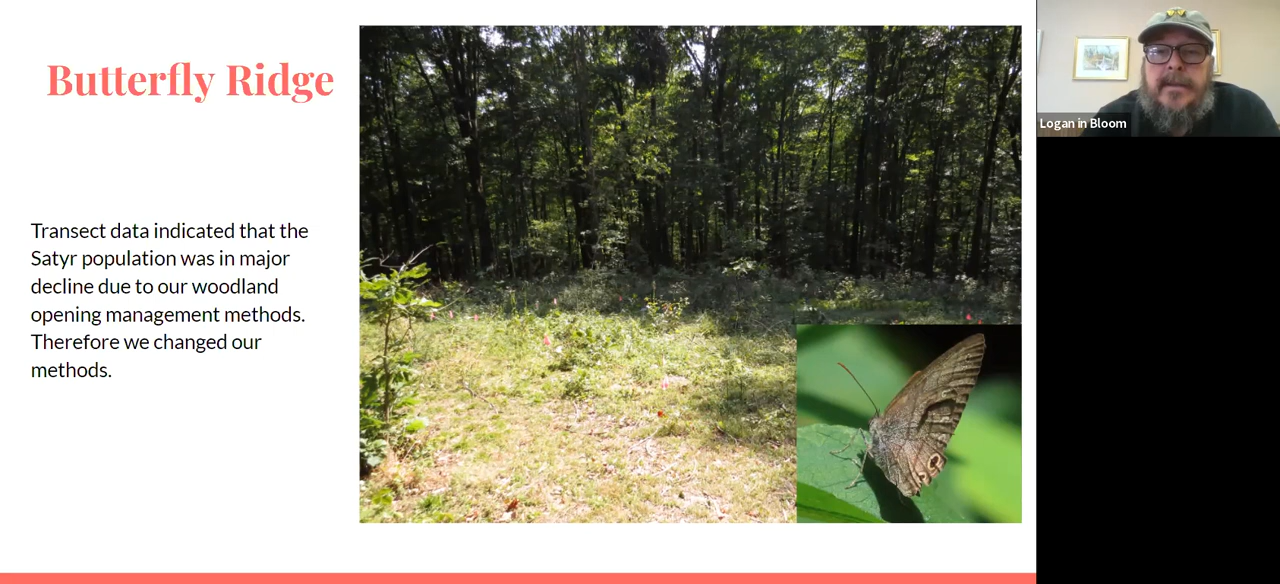 Butterfly Ridge
Transect data indicated that the
Satyr population was in major
decline due to our woodland
opening management methods.
Therefore we changed our
methods.
Logan in Bloom